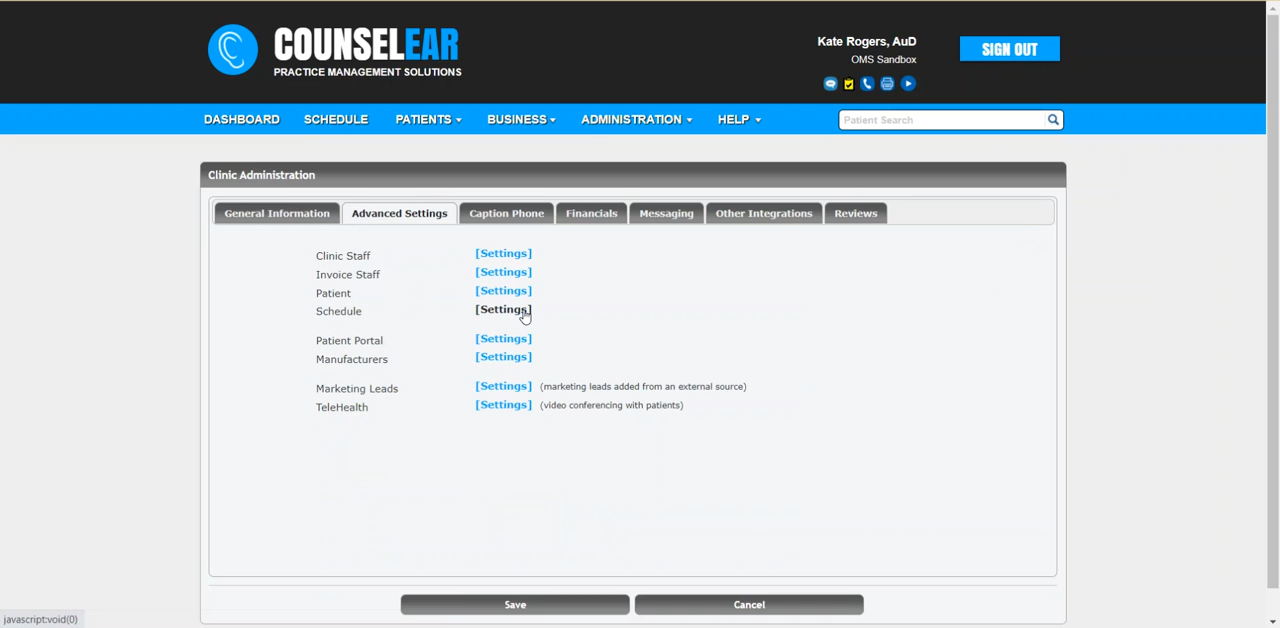 COUNSELEAR
PRACTICE MANAGEMENT SOLUTIONS
Kate Rogers, AuD
OMS Sandbox
SIGN OUT
DASHBOARD SCHEDULE PATIENTS BUSINESS ADMINISTRATION HELP Patient Search
Clinic Administration
General Information Advanced Settings Caption Phone Financials Messaging Other Integrations Reviews
Clinic Staff [Settings]
Invoice Staff [Settings]
Patient [Settings]
Schedule [Settings]
Patient Portal [Settings]
Manufacturers [Settings]
Marketing Leads [Settings] (marketing leads added from an external source)
TeleHealth [Settings] (video conferencing with patients)
Save Cancel
javascript:void(0)